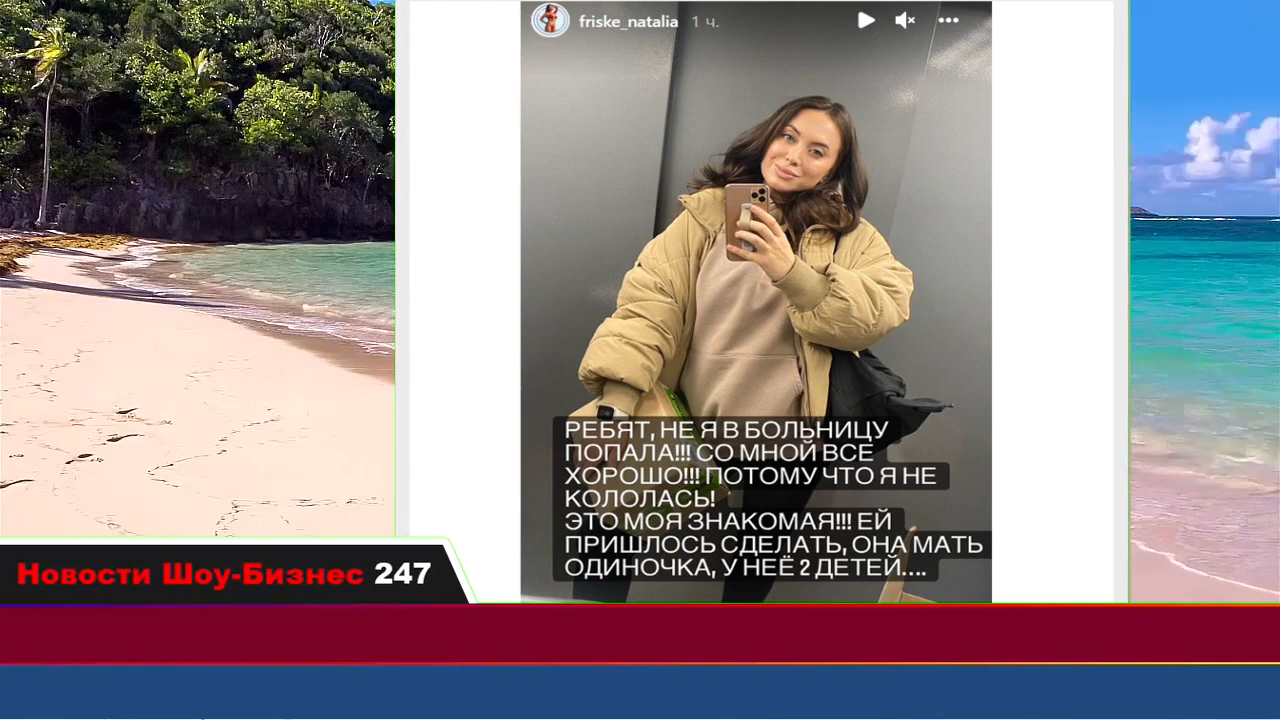 friske_natalia 1 ч.
РЕБЯТ, НЕ Я В БОЛЬНИЦУ
ПОПАЛА!!! СО МНОЙ ВСЕ
ХОРОШО!!! ПОТОМУ ЧТО Я НЕ
КОЛОЛАСЬ!
ЭТО МОЯ ЗНАКОМАЯ!!! ЕЙ
ПРИШЛОСЬ СДЕЛАТЬ, ОНА МАТЬ
ОДИНОЧКА, У НЕЁ 2 ДЕТЕЙ....
Новости Шоу-Бизнес 247